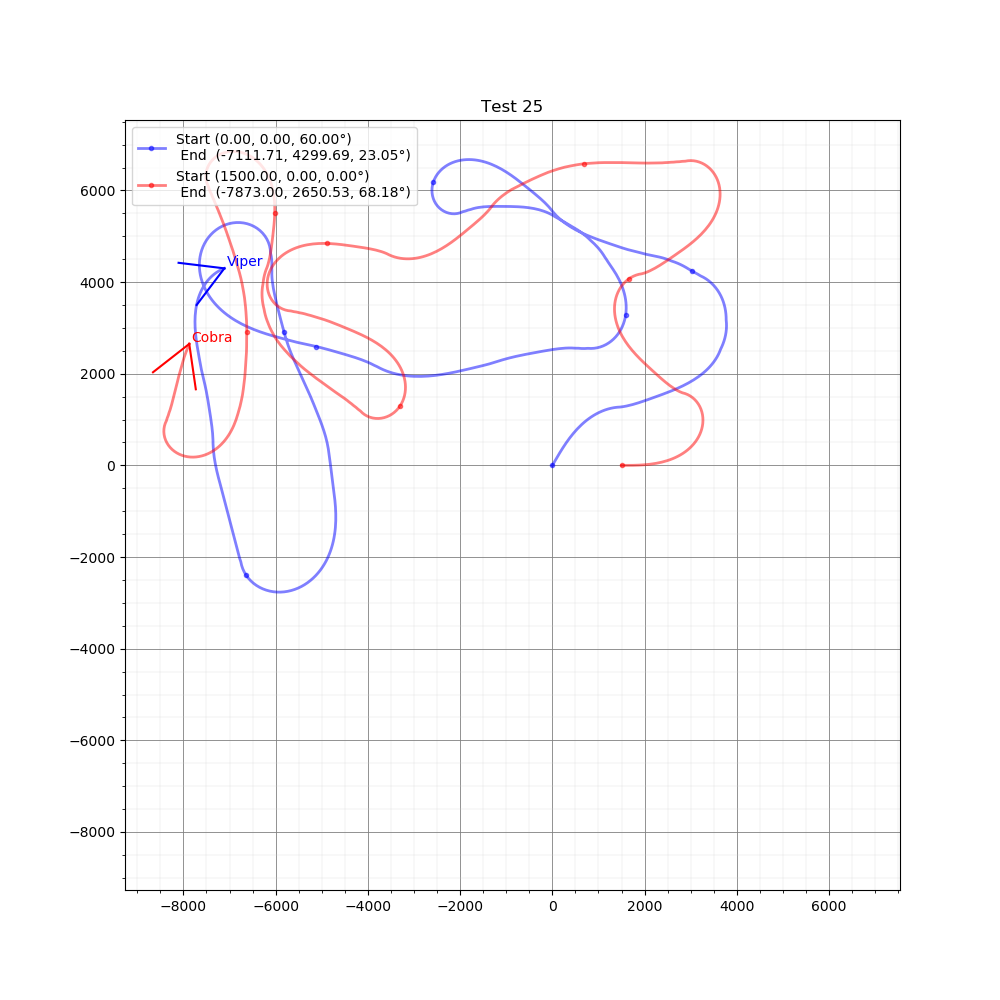 Test 25
Start (0.00, 0.00, 60.00°)
End (-7111.71, 4299.69, 23.05°)
Start (1500.00, 0.00, 0.00°)
End (-7873.00, 2650.53, 68.18°)
Viper
Cobra
6000
4000
2000
0
−2000
−4000
−6000
−8000
−8000 −6000 −4000 −2000 0 2000 4000 6000